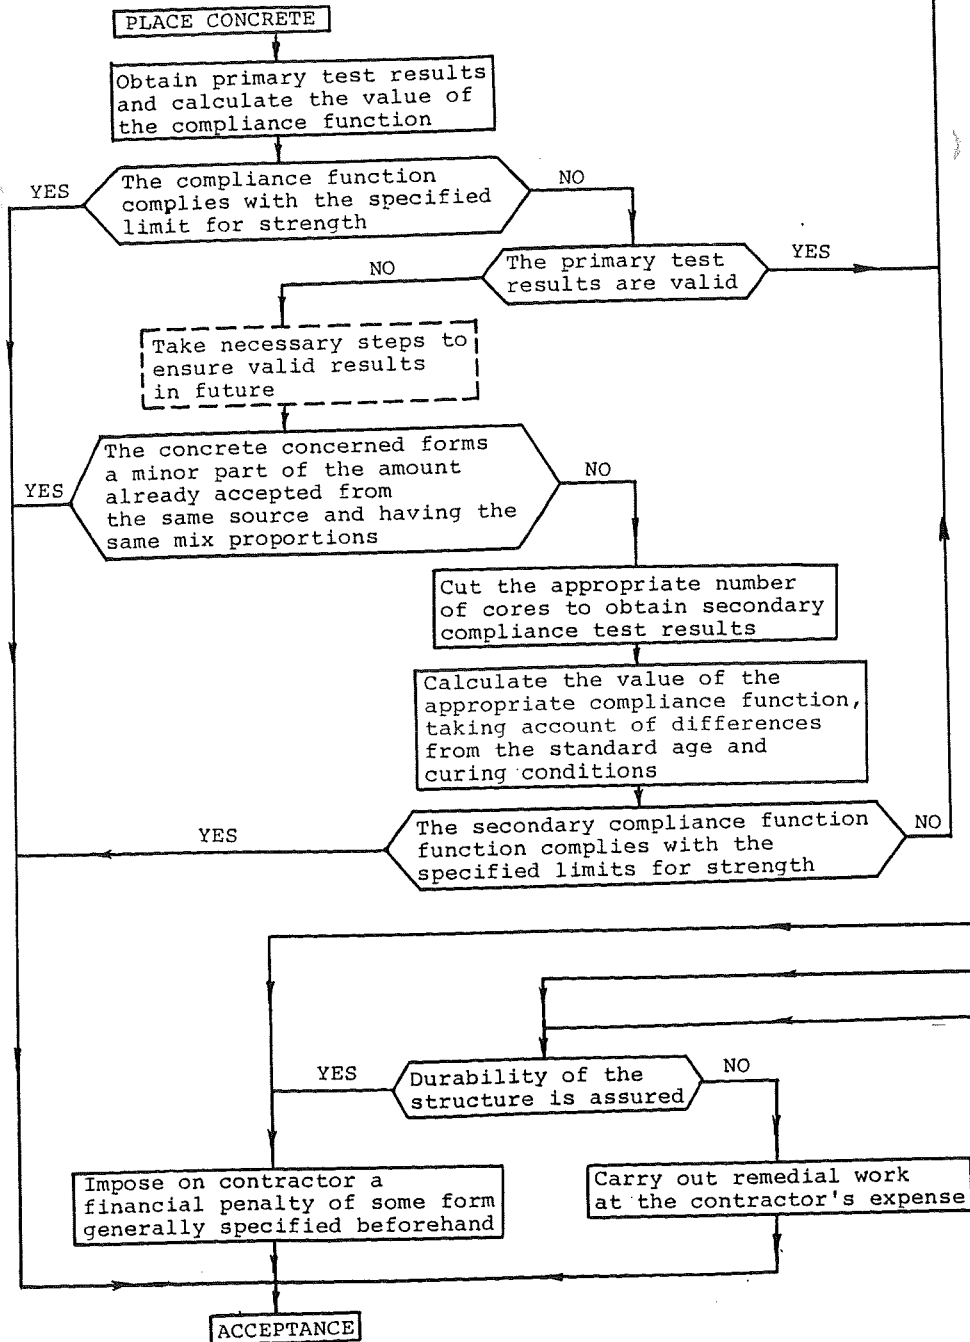 PLACE CONCRETE
Obtain primary test results
and calculate the value of
the compliance function
YES
The compliance function
complies with the specified
limit for strength
NO
NO
The primary test
results are valid
YES
Take necessary steps to
ensure valid results
in future
YES
The concrete concerned forms
a minor part of the amount
already accepted from
the same source and having the
same mix proportions
NO
Cut the appropriate number
of cores to obtain secondary
compliance test results
Calculate the value of the
appropriate compliance function,
taking account of differences
from the standard age and
curing conditions
YES
The secondary compliance function
function complies with the
specified limits for strength
NO
YES
Durability of the
structure is assured
NO
Impose on contractor a
financial penalty of some form
generally specified beforehand
Carry out remedial work
at the contractor's expense
ACCEPTANCE